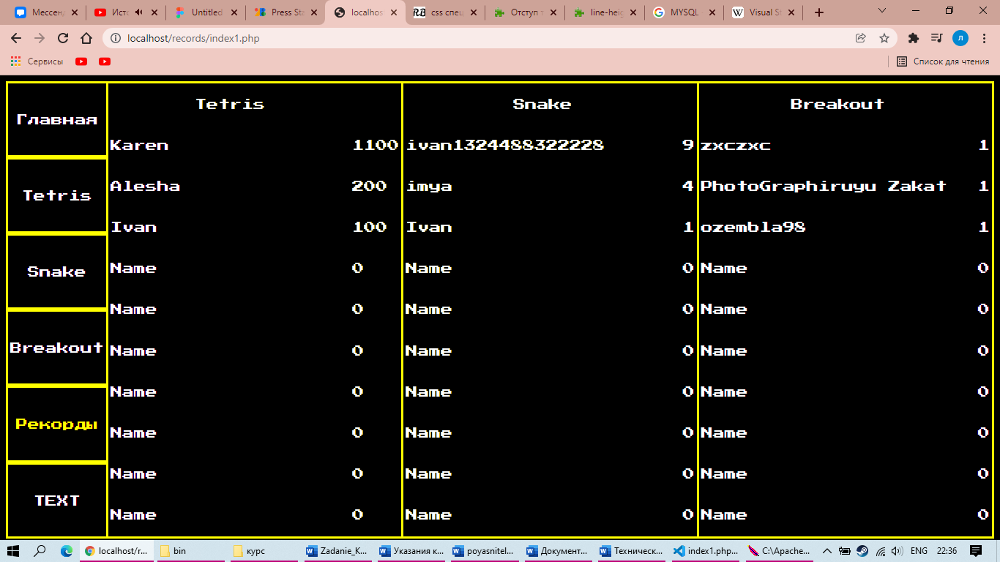 Мессенд
Исто
Untitled
Press Sta
localhos
css спец
Отступ т
line-heig
MYSQL
Visual St
localhost/records/index1.php
л
Сервисы
Список для чтения
Главная
Tetris
Snake
Breakout
Рекорды
TEXT
Tetris Snake Breakout
Karen 1100 ivan1324488322228 9 zxczxc 1
Alesha 200 imya 4 PhotoGraphiruyu Zakat 1
Ivan 100 Ivan 1 ozembla98 1
Name 0 Name 0 Name 0
Name 0 Name 0 Name 0
Name 0 Name 0 Name 0
Name 0 Name 0 Name 0
Name 0 Name 0 Name 0
Name 0 Name 0 Name 0
Name 0 Name 0 Name 0
localhost/r...
bin
курс
Zadanie_K...
Указания к...
poyasnitel...
Документ...
Техническ...
index1.php...
C:\Apache...
ENG
22:36